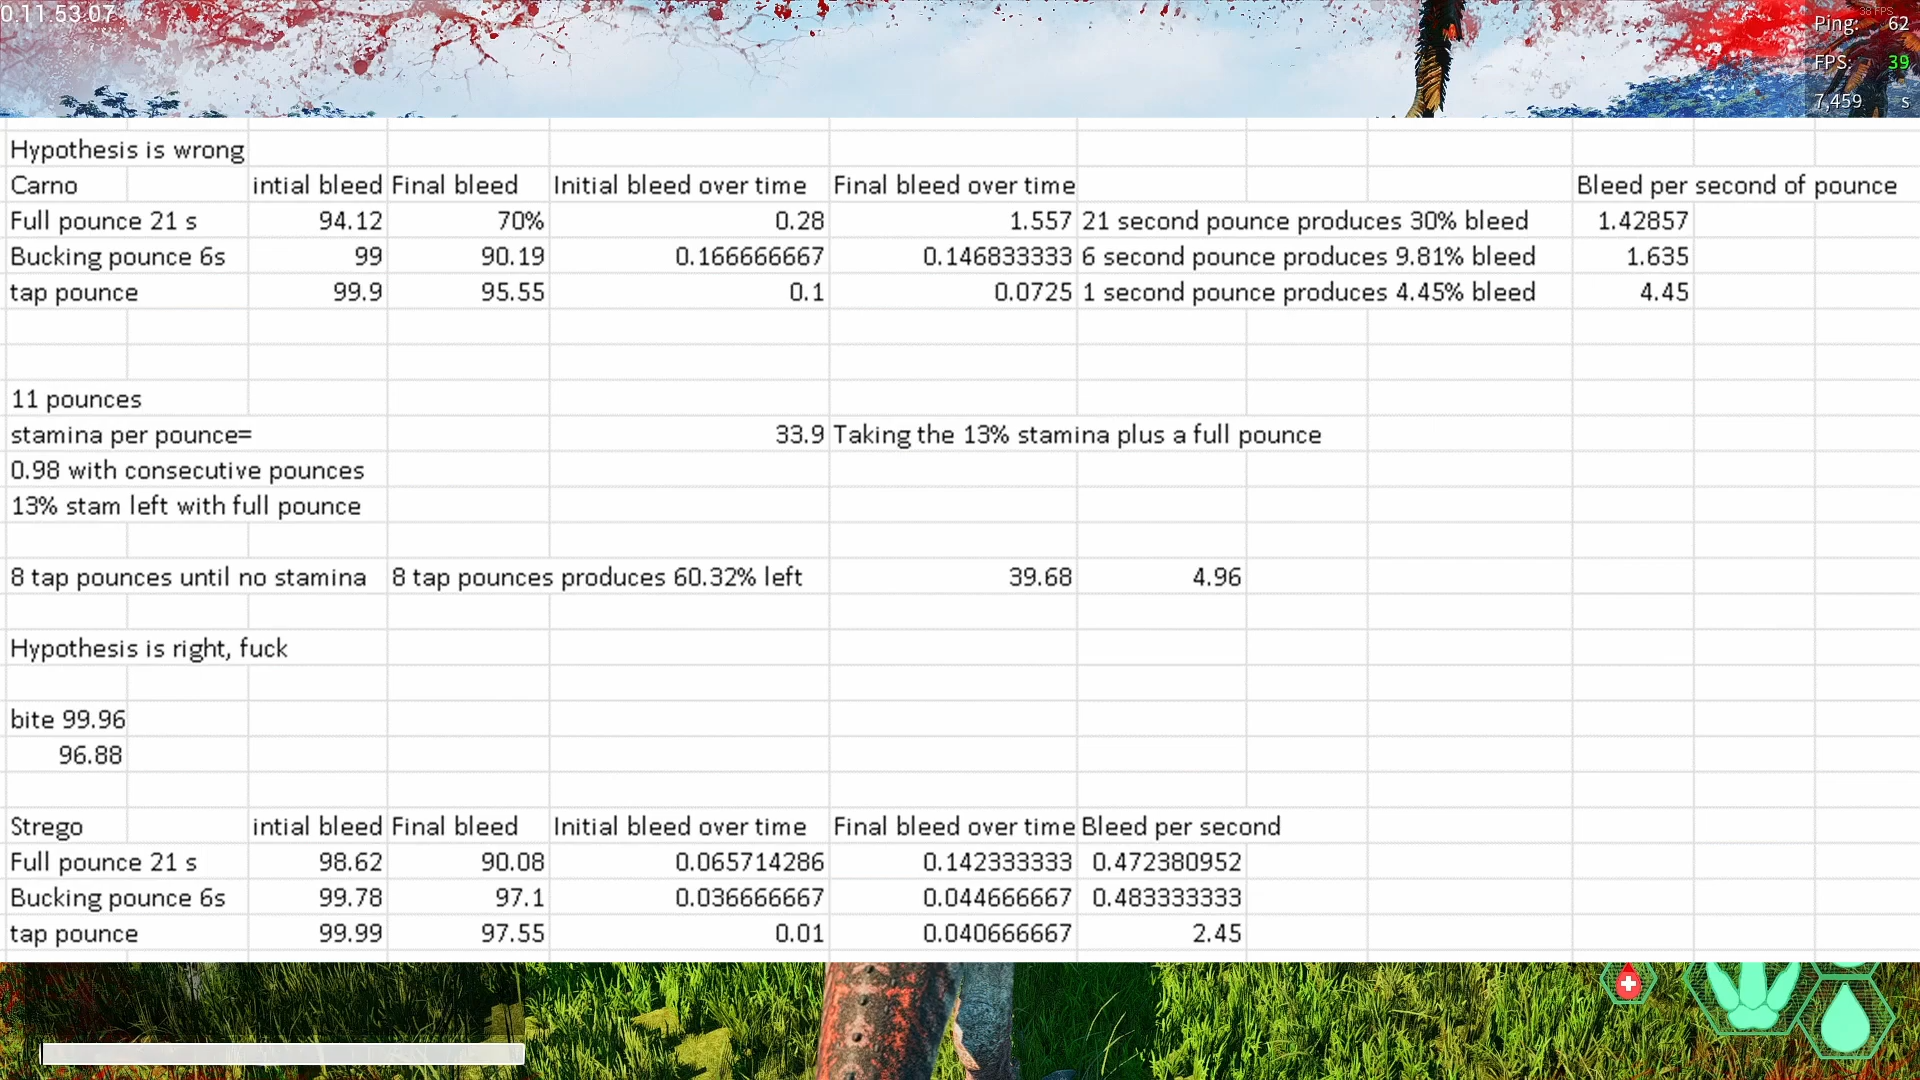 0.11.53.07
38 FPS
Ping: 62
FPS: 39
7,459 s
Hypothesis is wrong
Carno intial bleed Final bleed Initial bleed over time Final bleed over time Bleed per second of pounce
Full pounce 21 s 94.12 70% 0.28 1.557 21 second pounce produces 30% bleed 1.42857
Bucking pounce 6s 99 90.19 0.166666667 0.146833333 6 second pounce produces 9.81% bleed 1.635
tap pounce 99.9 95.55 0.1 0.0725 1 second pounce produces 4.45% bleed 4.45
11 pounces
stamina per pounce= 33.9 Taking the 13% stamina plus a full pounce
0.98 with consecutive pounces
13% stam left with full pounce
8 tap pounces until no stamina 8 tap pounces produces 60.32% left 39.68 4.96
Hypothesis is right, fuck
bite 99.96
96.88
Strego intial bleed Final bleed Initial bleed over time Final bleed over time Bleed per second
Full pounce 21 s 98.62 90.08 0.065714286 0.142333333 0.472380952
Bucking pounce 6s 99.78 97.1 0.036666667 0.044666667 0.483333333
tap pounce 99.99 97.55 0.01 0.040666667 2.45